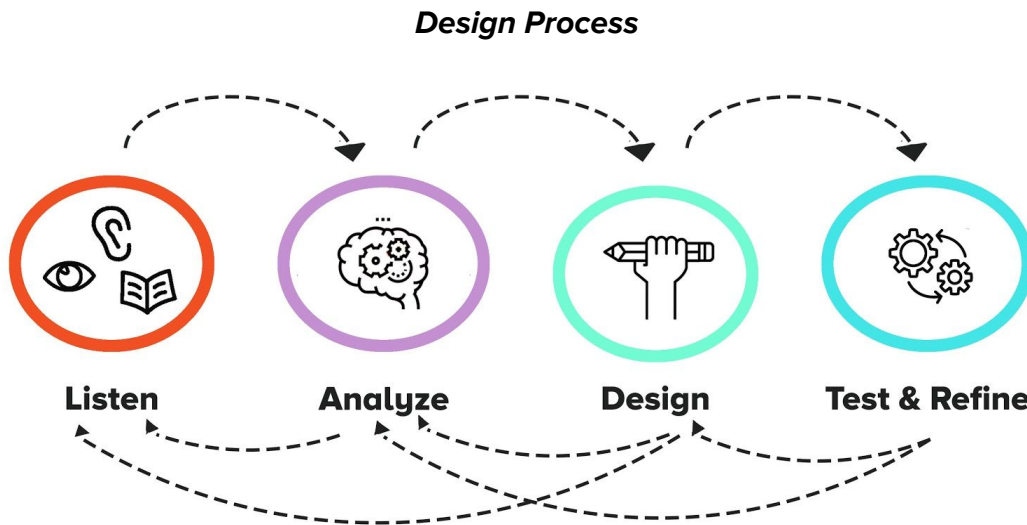 Design Process
Listen
Analyze
Design
Test & Refine